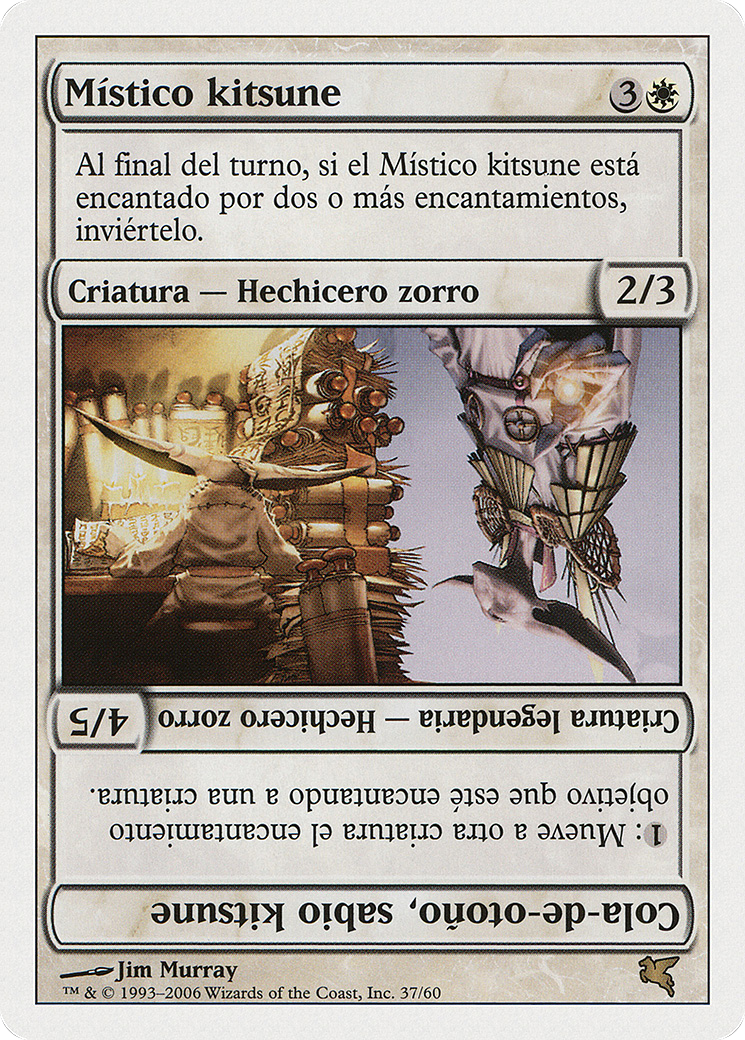 Místico kitsune
3
Al final del turno, si el Místico kitsune está
encantado por dos o más encantamientos,
inviértelo.
Criatura — Hechicero zorro
2/3
Cola-de-otoño, sabio kitsune
1: Mueve a otra criatura el encantamiento
objetivo que esté encantando a una criatura.
Criatura legendaria — Hechicero zorro
4/5
Jim Murray
™ & © 1993–2006 Wizards of the Coast, Inc. 37/60